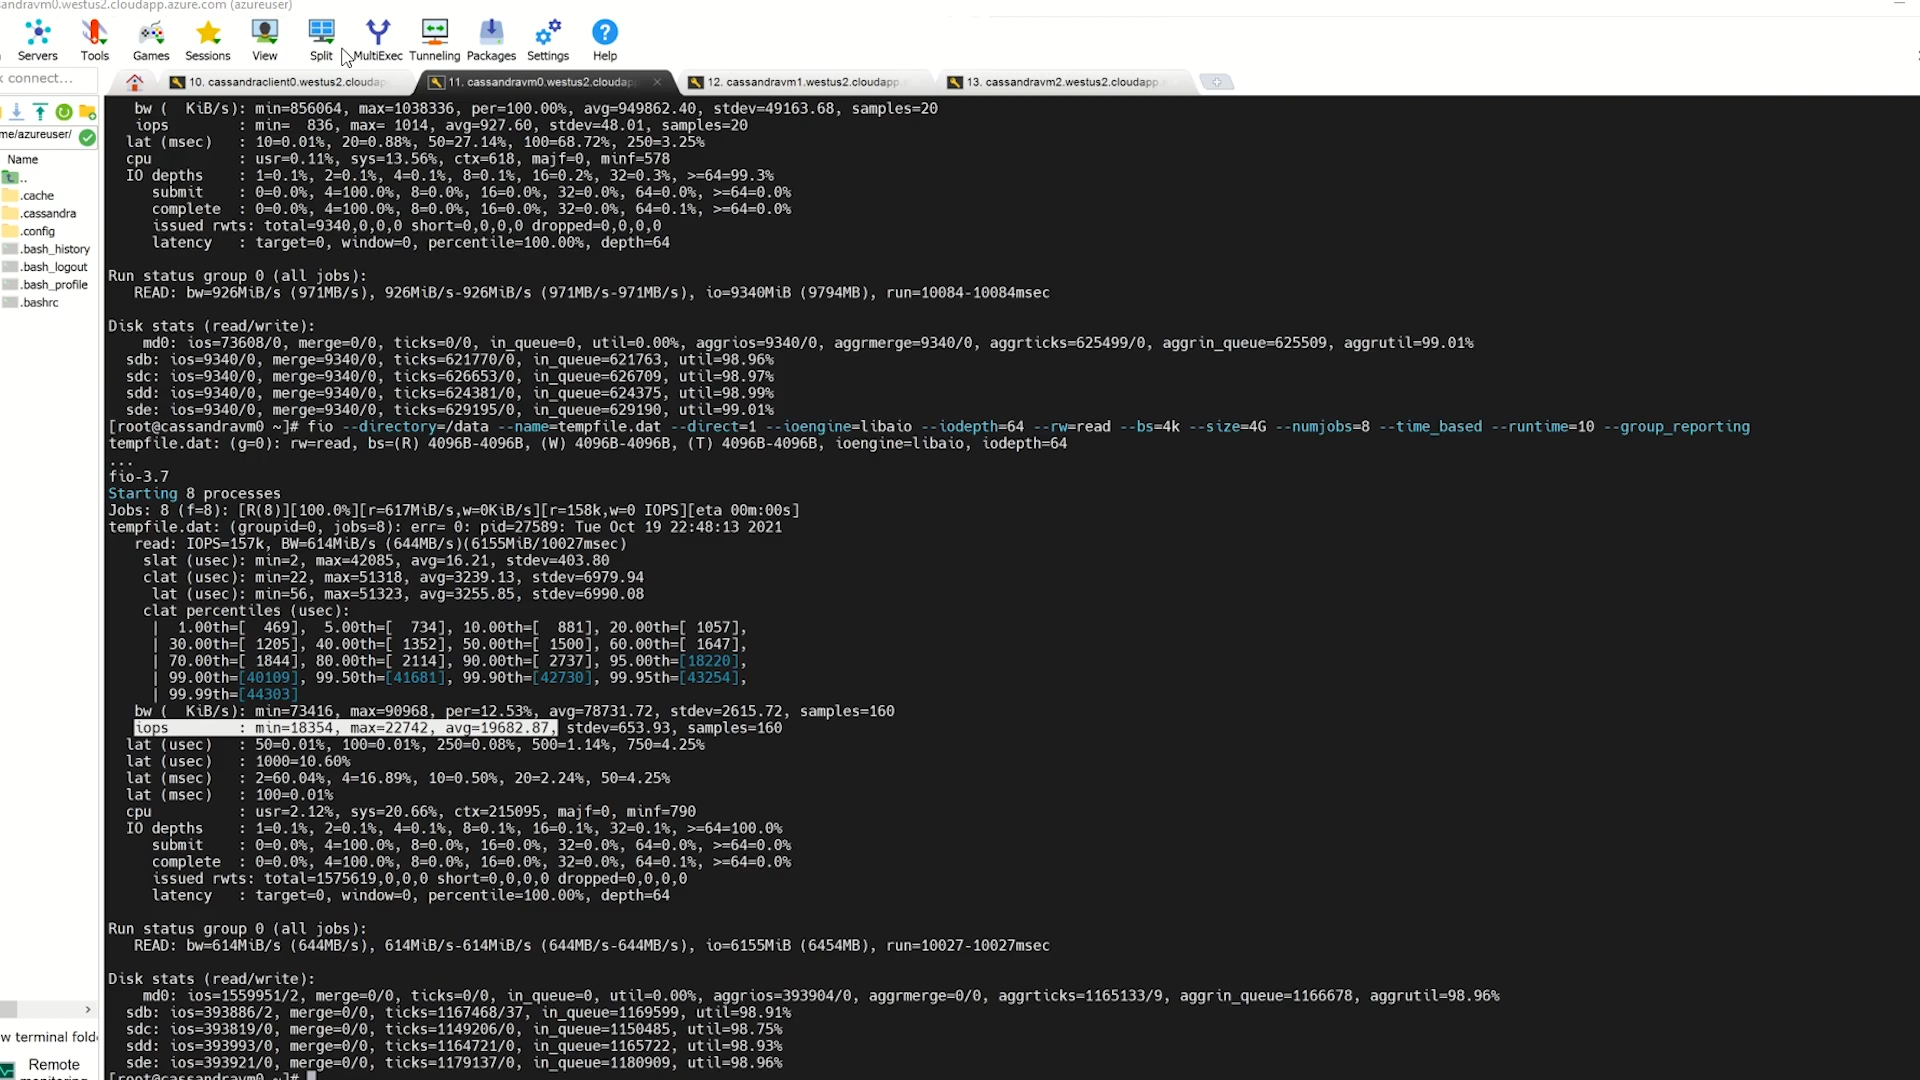 andravm0.westus2.cloudapp.azure.com (azureuser)
Servers Tools Games Sessions View Split MultiExec Tunneling Packages Settings Help
connect...
10. cassandraclient0.westus2.clouda
11. cassandravm0.westus2.cloudap
12. cassandravm1.westus2.cloudapp
13. cassandravm2.westus2.cloudapp
me/azureuser/
Name
..
.cache
.cassandra
.config
.bash_history
.bash_logout
.bash_profile
.bashrc
w terminal fold
Remote
bw (  KiB/s): min=856064, max=1038336, per=100.00%, avg=949862.40, stdev=49163.68, samples=20
iops        : min=  836, max= 1014, avg=927.60, stdev=48.01, samples=20
lat (msec)   : 10=0.01%, 20=0.88%, 50=27.14%, 100=68.72%, 250=3.25%
cpu          : usr=0.11%, sys=13.56%, ctx=618, majf=0, minf=578
IO depths    : 1=0.1%, 2=0.1%, 4=0.1%, 8=0.1%, 16=0.2%, 32=0.3%, >=64=99.3%
submit    : 0=0.0%, 4=100.0%, 8=0.0%, 16=0.0%, 32=0.0%, 64=0.0%, >=64=0.0%
complete  : 0=0.0%, 4=100.0%, 8=0.0%, 16=0.0%, 32=0.0%, 64=0.1%, >=64=0.0%
issued rwts: total=9340,0,0,0 short=0,0,0,0 dropped=0,0,0,0
latency   : target=0, window=0, percentile=100.00%, depth=64
Run status group 0 (all jobs):
READ: bw=926MiB/s (971MB/s), 926MiB/s-926MiB/s (971MB/s-971MB/s), io=9340MiB (9794MB), run=10084-10084msec
Disk stats (read/write):
md0: ios=73608/0, merge=0/0, ticks=0/0, in_queue=0, util=0.00%, aggrios=9340/0, aggrmerge=9340/0, aggrticks=625499/0, aggrin_queue=625509, aggrutil=99.01%
sdb: ios=9340/0, merge=9340/0, ticks=621770/0, in_queue=621763, util=98.96%
sdc: ios=9340/0, merge=9340/0, ticks=626653/0, in_queue=626709, util=98.97%
sdd: ios=9340/0, merge=9340/0, ticks=624381/0, in_queue=624375, util=98.99%
sde: ios=9340/0, merge=9340/0, ticks=629195/0, in_queue=629190, util=99.01%
[root@cassandravm0 ~]# fio --directory=/data --name=tempfile.dat --direct=1 --ioengine=libaio --iodepth=64 --rw=read --bs=4k --size=4G --numjobs=8 --time_based --runtime=10 --group_reporting
tempfile.dat: (g=0): rw=read, bs=(R) 4096B-4096B, (W) 4096B-4096B, (T) 4096B-4096B, ioengine=libaio, iodepth=64
...
fio-3.7
Starting 8 processes
Jobs: 8 (f=8): [R(8)][100.0%][r=617MiB/s,w=0KiB/s][r=158k,w=0 IOPS][eta 00m:00s]
tempfile.dat: (groupid=0, jobs=8): err= 0: pid=27589: Tue Oct 19 22:48:13 2021
read: IOPS=157k, BW=614MiB/s (644MB/s)(6155MiB/10027msec)
slat (usec): min=2, max=42085, avg=16.21, stdev=403.80
clat (usec): min=22, max=51318, avg=3239.13, stdev=6979.94
lat (usec): min=56, max=51323, avg=3255.85, stdev=6990.08
clat percentiles (usec):
|  1.00th=[  469],  5.00th=[  734], 10.00th=[  881], 20.00th=[ 1057],
| 30.00th=[ 1205], 40.00th=[ 1352], 50.00th=[ 1500], 60.00th=[ 1647],
| 70.00th=[ 1844], 80.00th=[ 2114], 90.00th=[ 2737], 95.00th=[18220],
| 99.00th=[40109], 99.50th=[41681], 99.90th=[42730], 99.95th=[43254],
| 99.99th=[44303]
bw (  KiB/s): min=73416, max=90968, per=12.53%, avg=78731.72, stdev=2615.72, samples=160
iops        : min=18354, max=22742, avg=19682.87, stdev=653.93, samples=160
lat (usec)   : 50=0.01%, 100=0.01%, 250=0.08%, 500=1.14%, 750=4.25%
lat (usec)   : 1000=10.60%
lat (msec)   : 2=60.04%, 4=16.89%, 10=0.50%, 20=2.24%, 50=4.25%
lat (msec)   : 100=0.01%
cpu          : usr=2.12%, sys=20.66%, ctx=215095, majf=0, minf=790
IO depths    : 1=0.1%, 2=0.1%, 4=0.1%, 8=0.1%, 16=0.1%, 32=0.1%, >=64=100.0%
submit    : 0=0.0%, 4=100.0%, 8=0.0%, 16=0.0%, 32=0.0%, 64=0.0%, >=64=0.0%
complete  : 0=0.0%, 4=100.0%, 8=0.0%, 16=0.0%, 32=0.0%, 64=0.1%, >=64=0.0%
issued rwts: total=1575619,0,0,0 short=0,0,0,0 dropped=0,0,0,0
latency   : target=0, window=0, percentile=100.00%, depth=64
Run status group 0 (all jobs):
READ: bw=614MiB/s (644MB/s), 614MiB/s-614MiB/s (644MB/s-644MB/s), io=6155MiB (6454MB), run=10027-10027msec
Disk stats (read/write):
md0: ios=1559951/2, merge=0/0, ticks=0/0, in_queue=0, util=0.00%, aggrios=393904/0, aggrmerge=0/0, aggrticks=1165133/9, aggrin_queue=1166678, aggrutil=98.96%
sdb: ios=393886/2, merge=0/0, ticks=1167468/37, in_queue=1169599, util=98.91%
sdc: ios=393819/0, merge=0/0, ticks=1149206/0, in_queue=1150485, util=98.75%
sdd: ios=393993/0, merge=0/0, ticks=1164721/0, in_queue=1165722, util=98.93%
sde: ios=393921/0, merge=0/0, ticks=1179137/0, in_queue=1180909, util=98.96%
[root@cassandravm0 ~]#